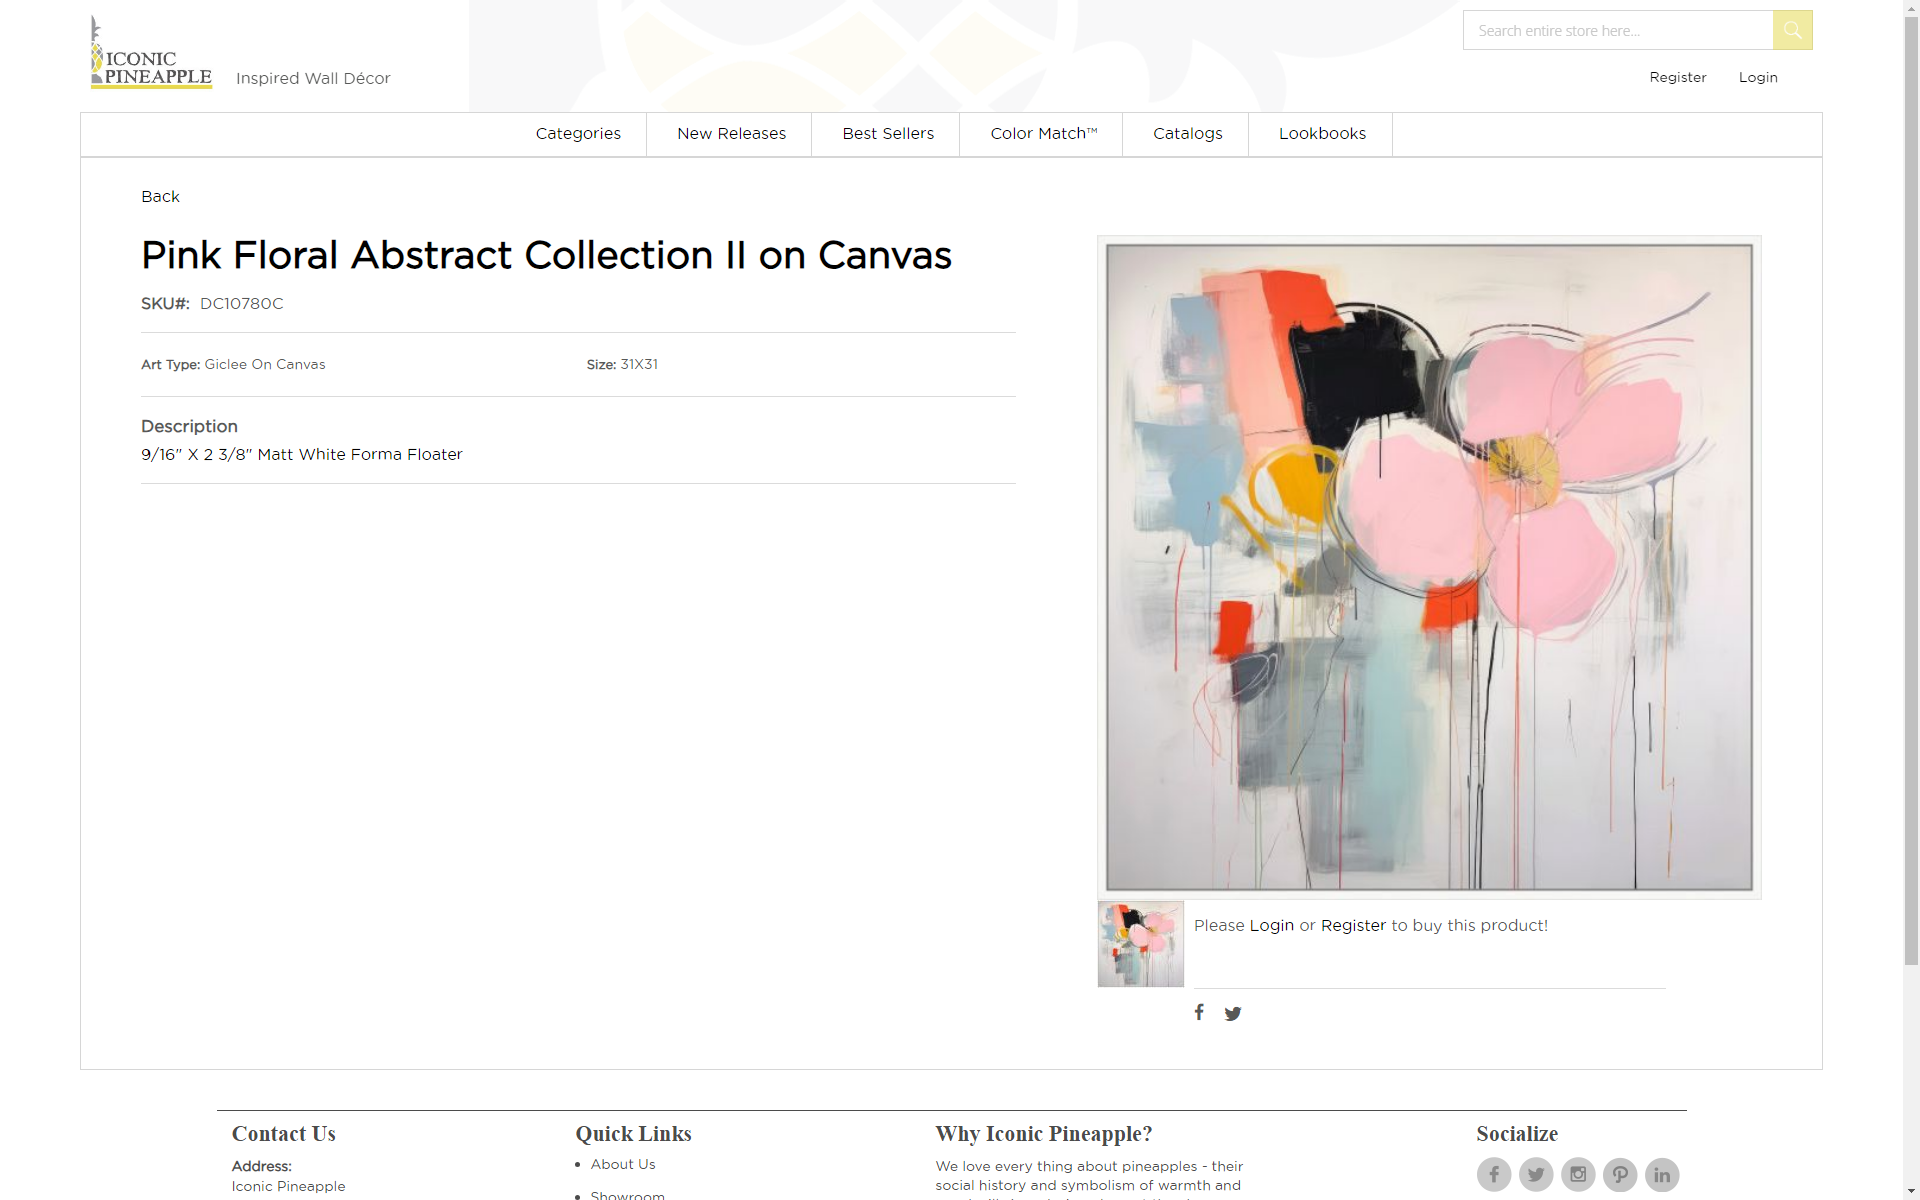 ICONIC
PINEAPPLE
Inspired Wall Décor
Search entire store here...
Register
Login
Categories
New Releases
Best Sellers
Color Match™
Catalogs
Lookbooks
Back
Pink Floral Abstract Collection II on Canvas
SKU#: DC10780C
Art Type: Giclee On Canvas
Size: 31X31
Description
9/16" X 2 3/8" Matt White Forma Floater
Please Login or Register to buy this product!
Contact Us
Address:
Iconic Pineapple
Quick Links
About Us
Showroom
Why Iconic Pineapple?
We love every thing about pineapples - their
social history and symbolism of warmth and
Socialize